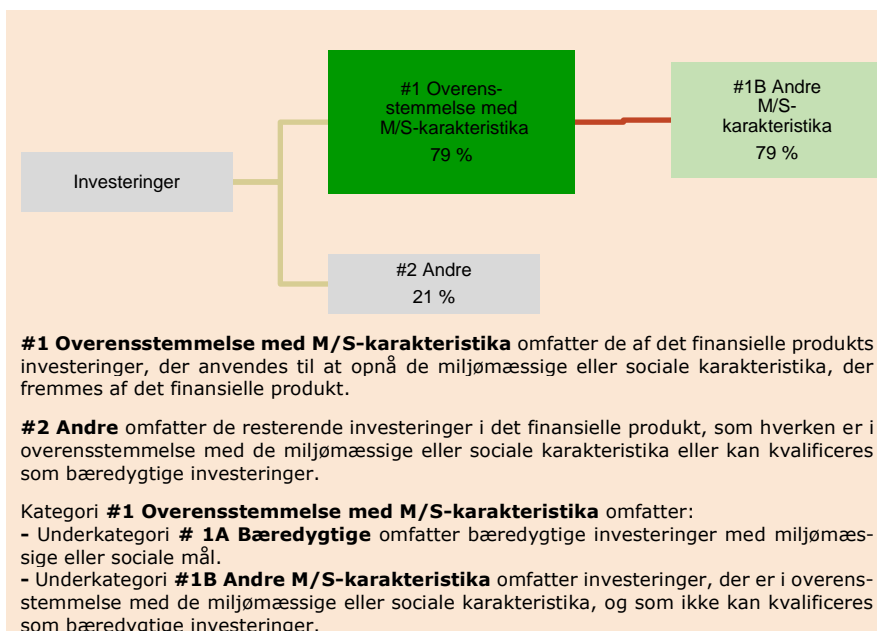 #1 Overens-
stemmelse med
M/S-karakteristika
79 %
#1B Andre
M/S-
karakteristika
79 %
Investeringer
#2 Andre
21 %
#1 Overensstemmelse med M/S-karakteristika omfatter de af det finansielle produkts
investeringer, der anvendes til at opnå de miljømæssige eller sociale karakteristika, der
fremmes af det finansielle produkt.
#2 Andre omfatter de resterende investeringer i det finansielle produkt, som hverken er i
overensstemmelse med de miljømæssige eller sociale karakteristika eller kan kvalificeres
som bæredygtige investeringer.
Kategori #1 Overensstemmelse med M/S-karakteristika omfatter:
- Underkategori # 1A Bæredygtige omfatter bæredygtige investeringer med miljømæs-
sige eller sociale mål.
- Underkategori #1B Andre M/S-karakteristika omfatter investeringer, der er i overens-
stemmelse med de miljømæssige eller sociale karakteristika, og som ikke kan kvalificeres
som bæredygtige investeringer.